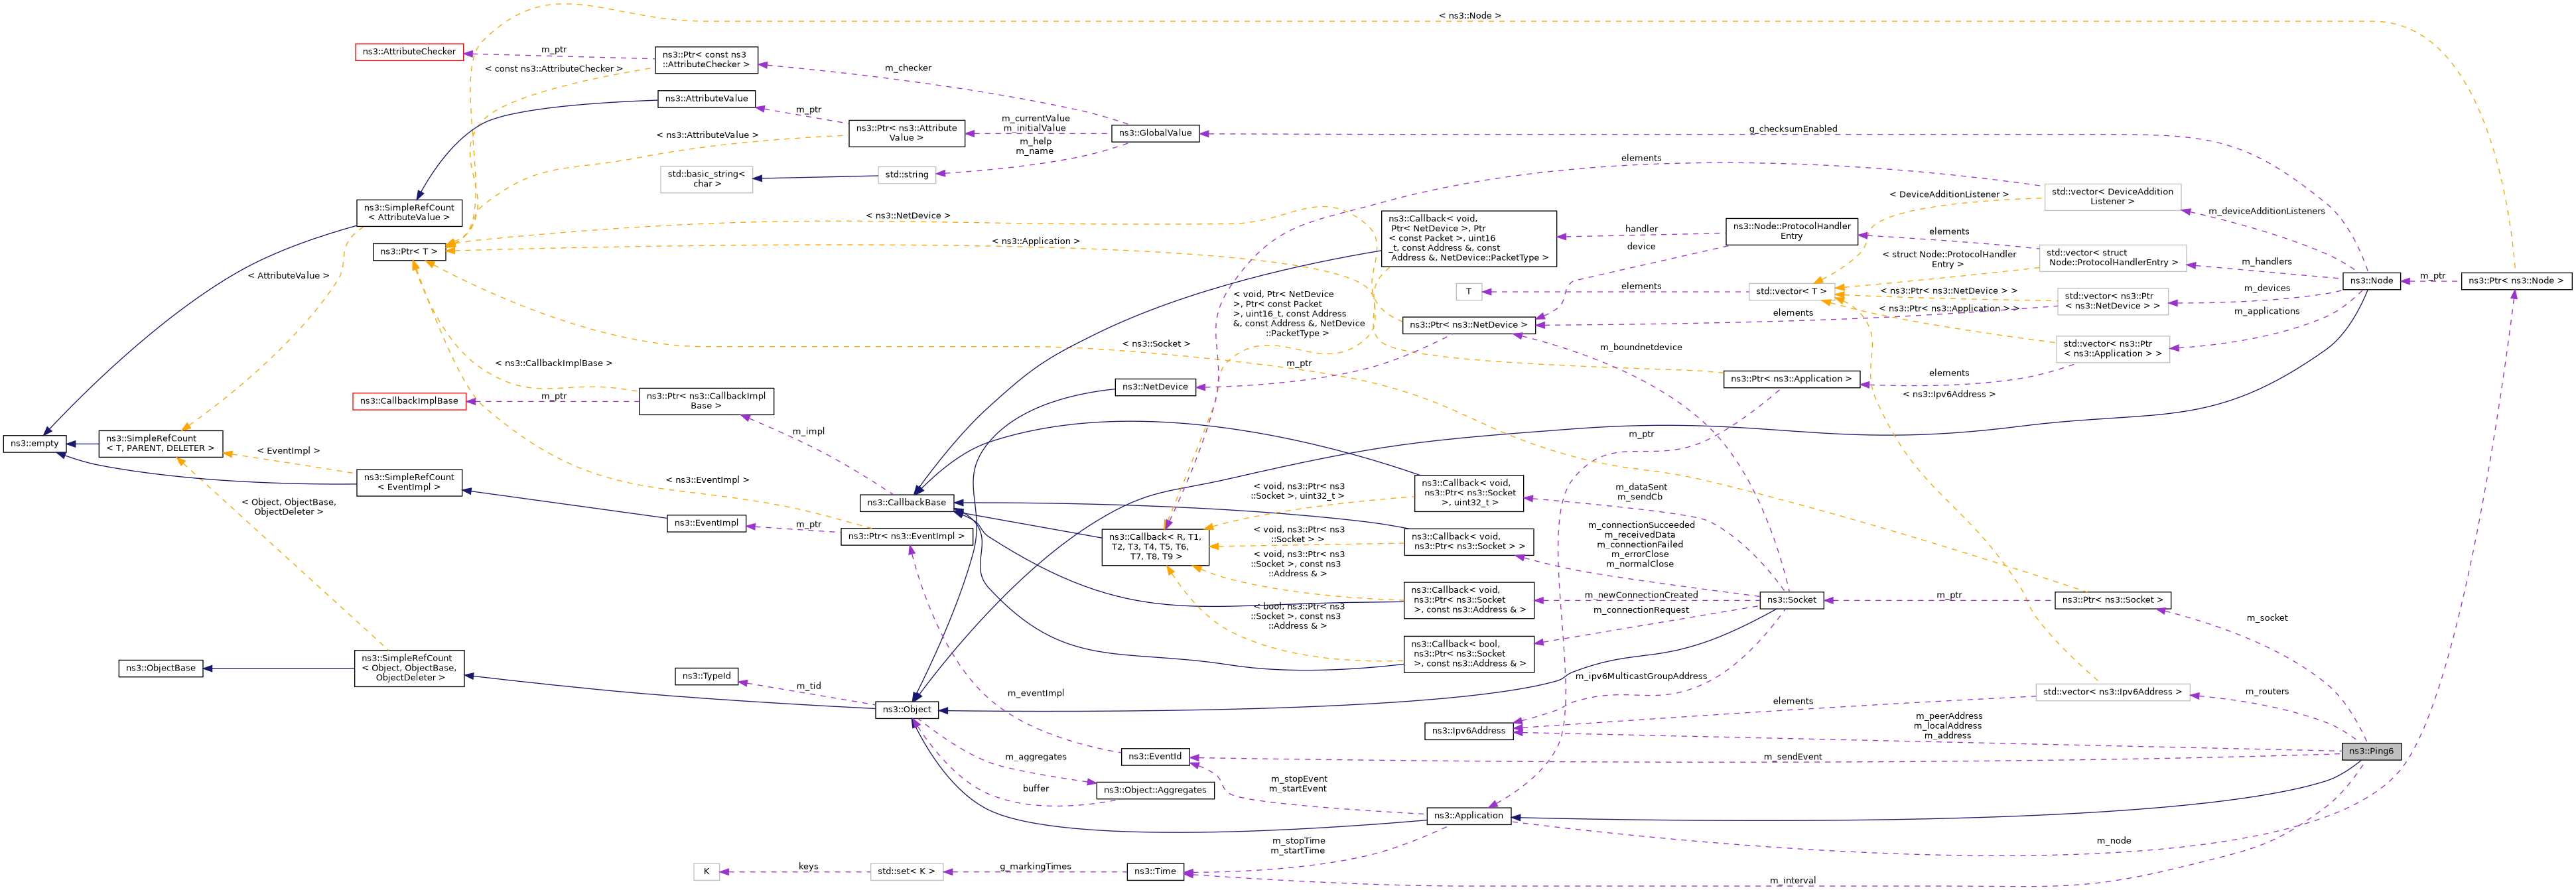 < ns3::Node >
ns3::AttributeChecker
m_ptr
ns3::Ptr< const ns3
::AttributeChecker >
< const ns3::AttributeChecker >
m_checker
ns3::AttributeValue
m_ptr
ns3::Ptr< ns3::Attribute
Value >
< ns3::AttributeValue >
m_currentValue
m_initialValue
m_help
m_name
ns3::GlobalValue
g_checksumEnabled
std::basic_string<
char >
std::string
elements
std::vector< DeviceAddition
Listener >
< DeviceAdditionListener >
m_deviceAdditionListeners
ns3::SimpleRefCount
< AttributeValue >
< ns3::NetDevice >
ns3::Callback< void,
Ptr< NetDevice >, Ptr
< const Packet >, uint16
_t, const Address &, const
Address &, NetDevice::PacketType >
handler
device
ns3::Node::ProtocolHandler
Entry
elements
std::vector< struct
Node::ProtocolHandlerEntry >
< struct Node::ProtocolHandler
Entry >
m_handlers
ns3::Ptr< T >
< ns3::Application >
< AttributeValue >
T
elements
std::vector< T >
< ns3::Ptr< ns3::NetDevice > >
std::vector< ns3::Ptr
< ns3::NetDevice > >
m_devices
ns3::Node
m_ptr
ns3::Ptr< ns3::Node >
< void, Ptr< NetDevice
>, Ptr< const Packet
>, uint16_t, const Address
&, const Address &, NetDevice
::PacketType >
ns3::Ptr< ns3::NetDevice >
elements
< ns3::Ptr< ns3::Application > >
m_applications
std::vector< ns3::Ptr
< ns3::Application > >
< ns3::Socket >
m_ptr
m_boundnetdevice
< ns3::CallbackImplBase >
ns3::NetDevice
ns3::Ptr< ns3::Application >
elements
< ns3::Ipv6Address >
ns3::CallbackImplBase
m_ptr
ns3::Ptr< ns3::CallbackImpl
Base >
m_impl
m_ptr
ns3::empty
ns3::SimpleRefCount
< T, PARENT, DELETER >
< EventImpl >
ns3::SimpleRefCount
< EventImpl >
< ns3::EventImpl >
ns3::CallbackBase
< void, ns3::Ptr< ns3
::Socket >, uint32_t >
ns3::Callback< void,
ns3::Ptr< ns3::Socket
>, uint32_t >
m_dataSent
m_sendCb
< Object, ObjectBase,
ObjectDeleter >
ns3::EventImpl
m_ptr
ns3::Ptr< ns3::EventImpl >
ns3::Callback< R, T1,
T2, T3, T4, T5, T6,
T7, T8, T9 >
< void, ns3::Ptr< ns3
::Socket > >
ns3::Callback< void,
ns3::Ptr< ns3::Socket > >
m_connectionSucceeded
m_receivedData
m_connectionFailed
m_errorClose
m_normalClose
< void, ns3::Ptr< ns3
::Socket >, const ns3
::Address & >
ns3::Callback< void,
ns3::Ptr< ns3::Socket
>, const ns3::Address & >
m_newConnectionCreated
m_connectionRequest
ns3::Socket
m_ptr
ns3::Ptr< ns3::Socket >
m_socket
< bool, ns3::Ptr< ns3
::Socket >, const ns3
::Address & >
ns3::Callback< bool,
ns3::Ptr< ns3::Socket
>, const ns3::Address & >
ns3::ObjectBase
ns3::SimpleRefCount
< Object, ObjectBase,
ObjectDeleter >
ns3::TypeId
m_tid
ns3::Object
m_eventImpl
m_ipv6MulticastGroupAddress
std::vector< ns3::Ipv6Address >
m_routers
elements
ns3::Ipv6Address
m_peerAddress
m_localAddress
m_address
ns3::Ping6
m_aggregates
ns3::EventId
m_sendEvent
buffer
ns3::Object::Aggregates
m_stopEvent
m_startEvent
ns3::Application
m_node
m_stopTime
m_startTime
K
keys
std::set< K >
g_markingTimes
ns3::Time
m_interval